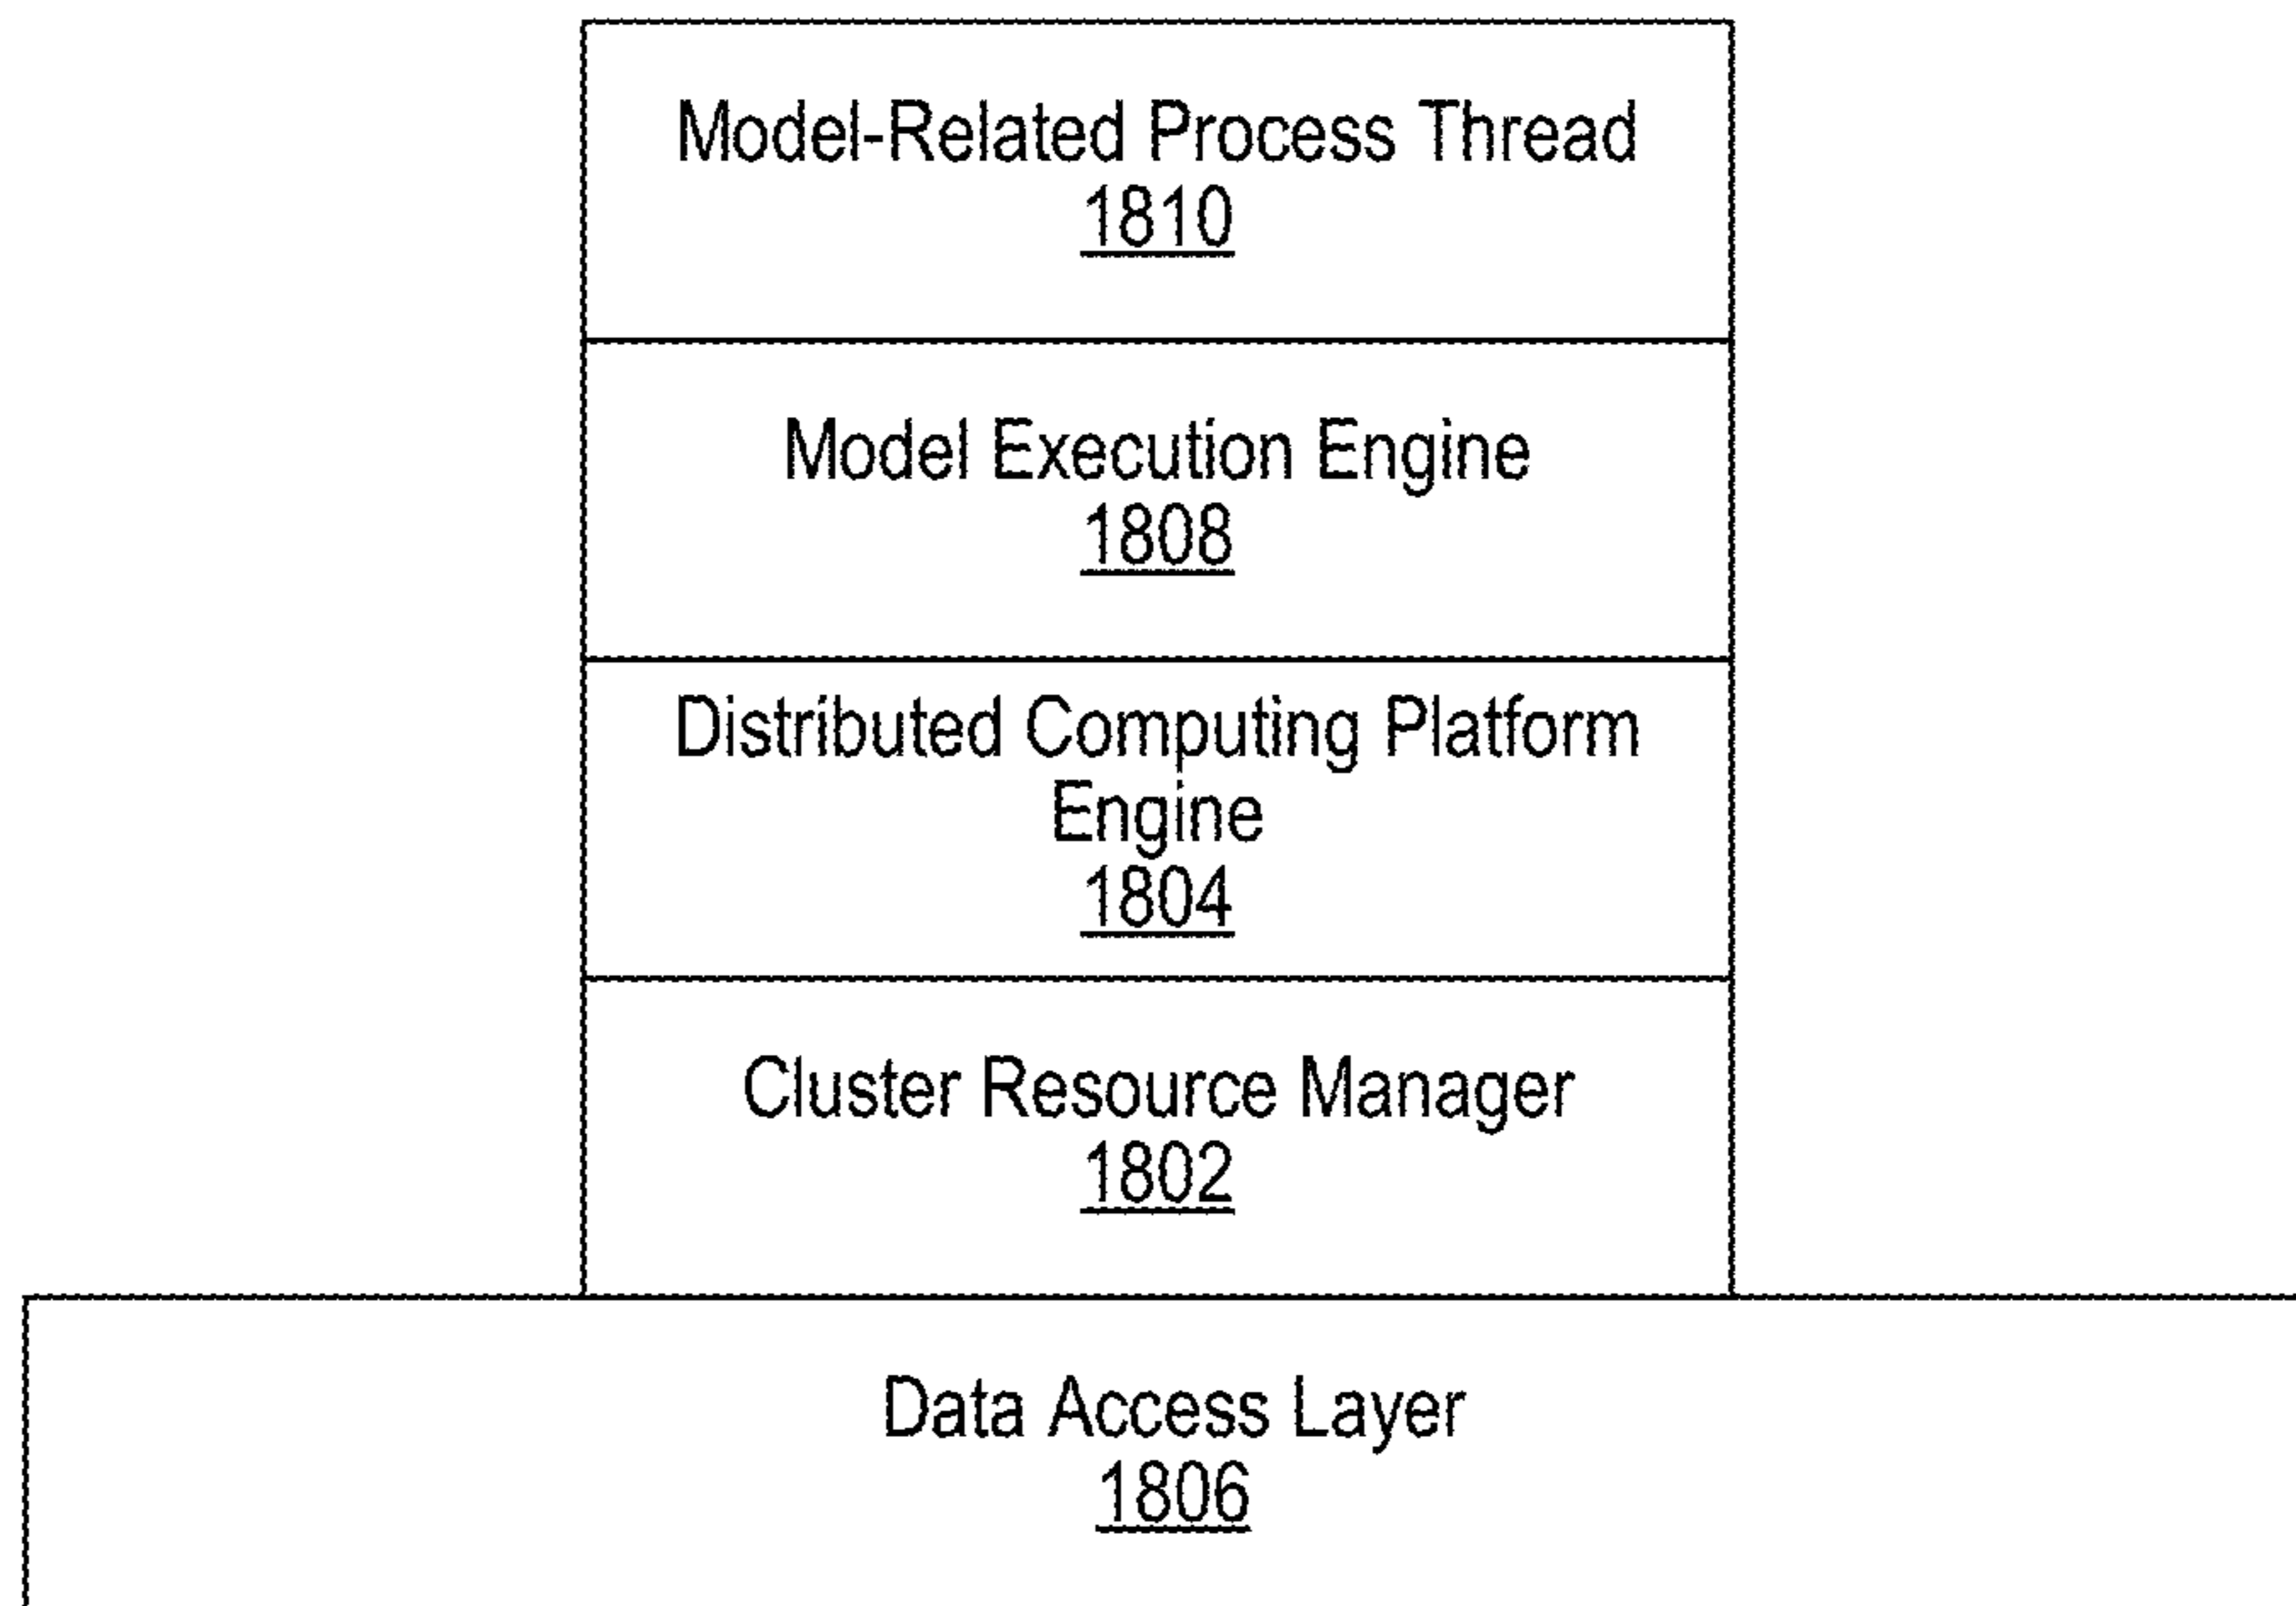 Model-Related Process Thread
1810
Model Execution Engine
1808
Distributed Computing Platform
Engine
1804
Cluster Resource Manager
1802
Data Access Layer
1806